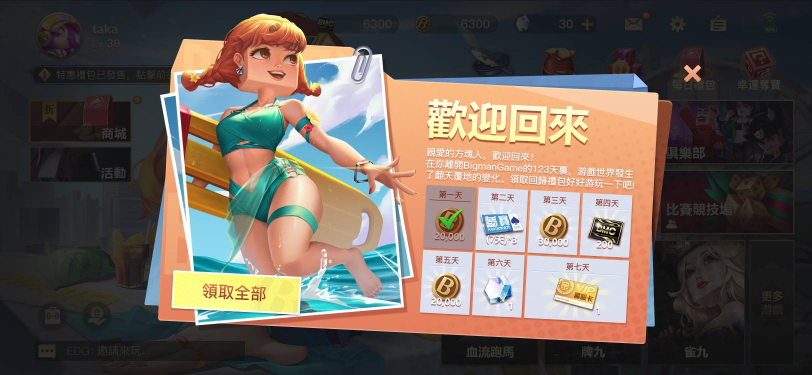 taka
Lv.30
6300
6300
30
特惠禮包已發售，點擊前
每日禮包
幸運奪寶
折
商城
活動
歡迎回來
親愛的方塊人，歡迎回來!
在你離開BigmanGame的123天裏，遊戲世界發生
了翻天覆地的變化。領取回歸禮包好好游玩一下吧!
第一天
20,000
第二天
(7天)*3
第三天
30,000
第四天
BMC
200
第五天
20,000
第六天
1
第七天
VIP
1
領取全部
俱樂部
比賽競技場
更多
游戲
EDG: 邀請來玩
血流跑馬
牌九
雀九